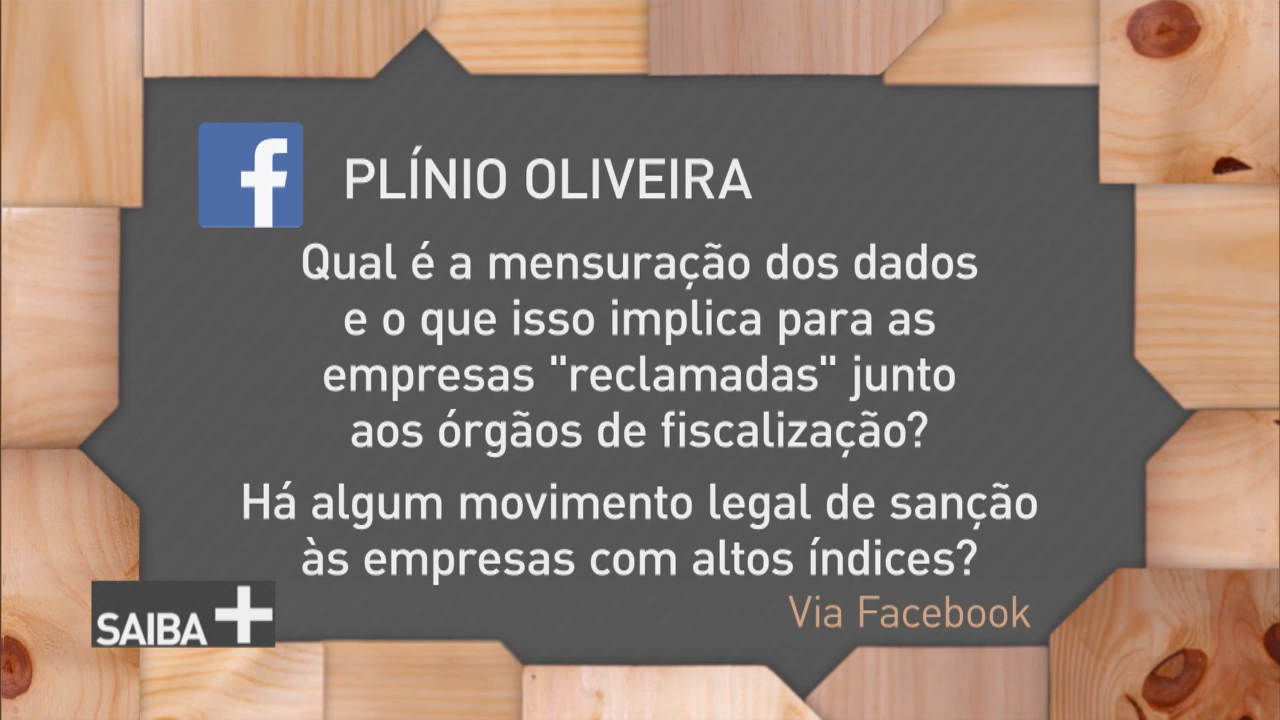 PLÍNIO OLIVEIRA
Qual é a mensuração dos dados
e o que isso implica para as
empresas "reclamadas" junto
aos órgãos de fiscalização?
Há algum movimento legal de sanção
às empresas com altos índices?
Via Facebook
SAIBA+